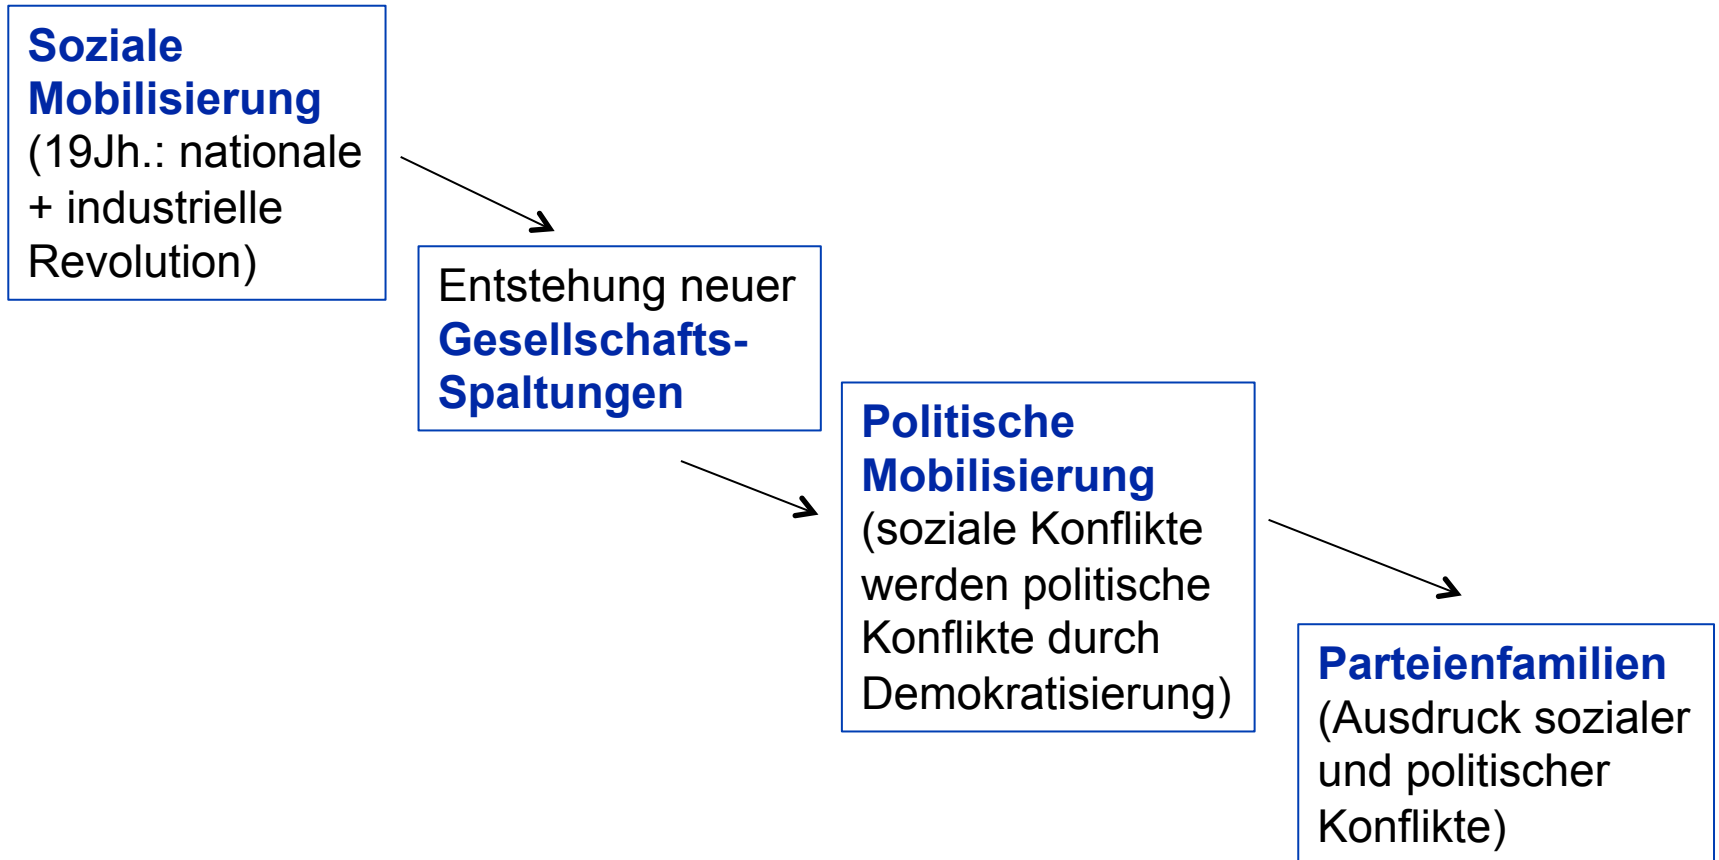 Soziale
Mobilisierung
(19Jh.: nationale
+ industrielle
Revolution)
Entstehung neuer
Gesellschafts-
Spaltungen
Politische
Mobilisierung
(soziale Konflikte
werden politische
Konflikte durch
Demokratisierung)
Parteienfamilien
(Ausdruck sozialer
und politischer
Konflikte)